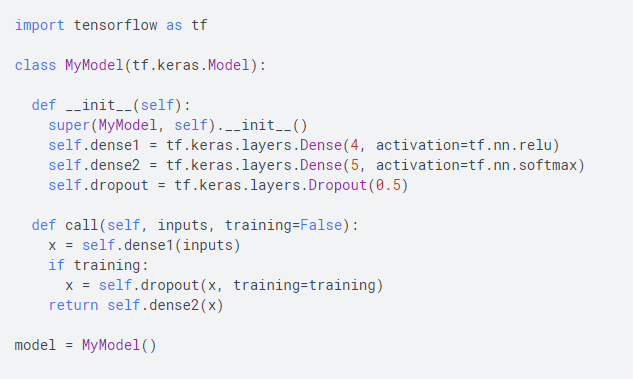 import tensorflow as tf
class MyModel(tf.keras.Model):
  def __init__(self):
    super(MyModel, self).__init__()
    self.dense1 = tf.keras.layers.Dense(4, activation=tf.nn.relu)
    self.dense2 = tf.keras.layers.Dense(5, activation=tf.nn.softmax)
    self.dropout = tf.keras.layers.Dropout(0.5)
  def call(self, inputs, training=False):
    x = self.dense1(inputs)
    if training:
      x = self.dropout(x, training=training)
    return self.dense2(x)
model = MyModel()